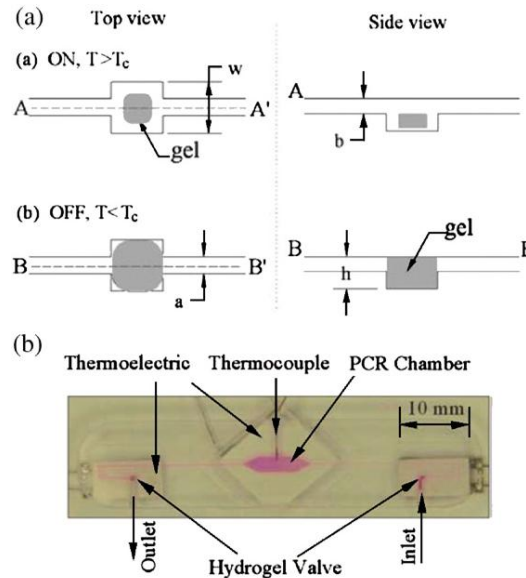 (a) Top view Side view
(a) ON, T>Tc
w
A A'
gel
A
b
(b) OFF, T<Tc
B B'
a
gel
B B
h
(b)
Thermoelectric Thermocouple PCR Chamber
10 mm
Outlet
Hydrogel Valve
Inlet